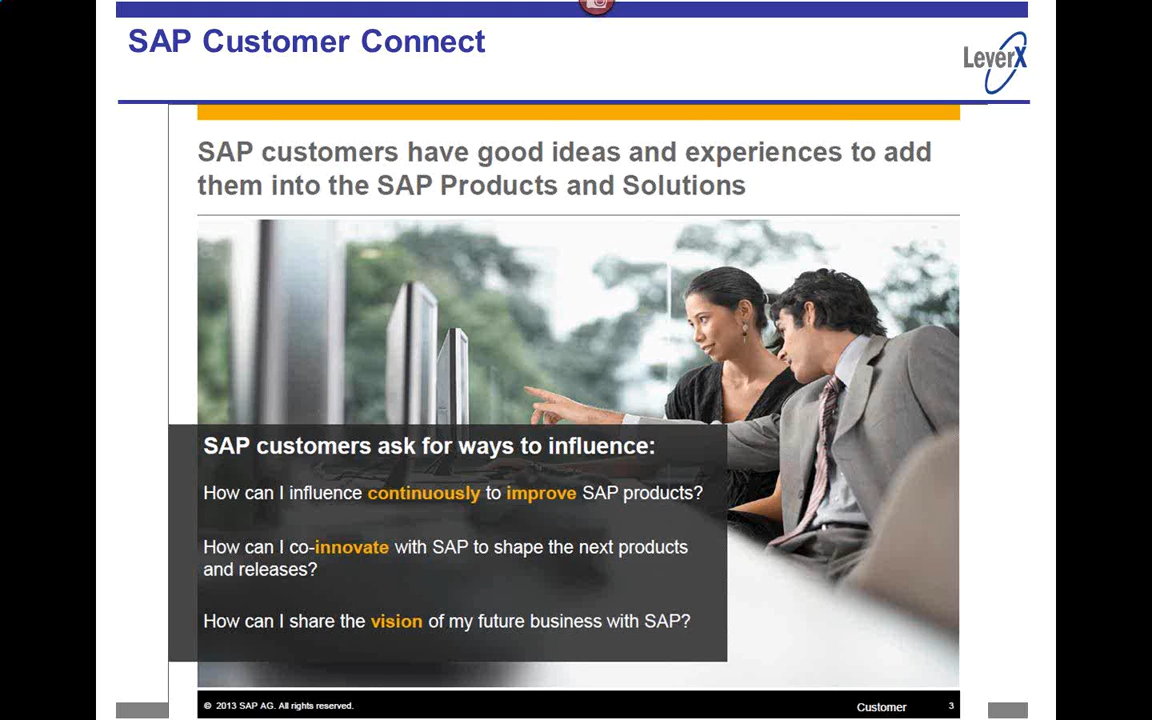 SAP Customer Connect
LeverX
SAP customers have good ideas and experiences to add
them into the SAP Products and Solutions
SAP customers ask for ways to influence:
How can I influence continuously to improve SAP products?
How can I co-innovate with SAP to shape the next products
and releases?
How can I share the vision of my future business with SAP?
© 2013 SAP AG. All rights reserved.
Customer
3